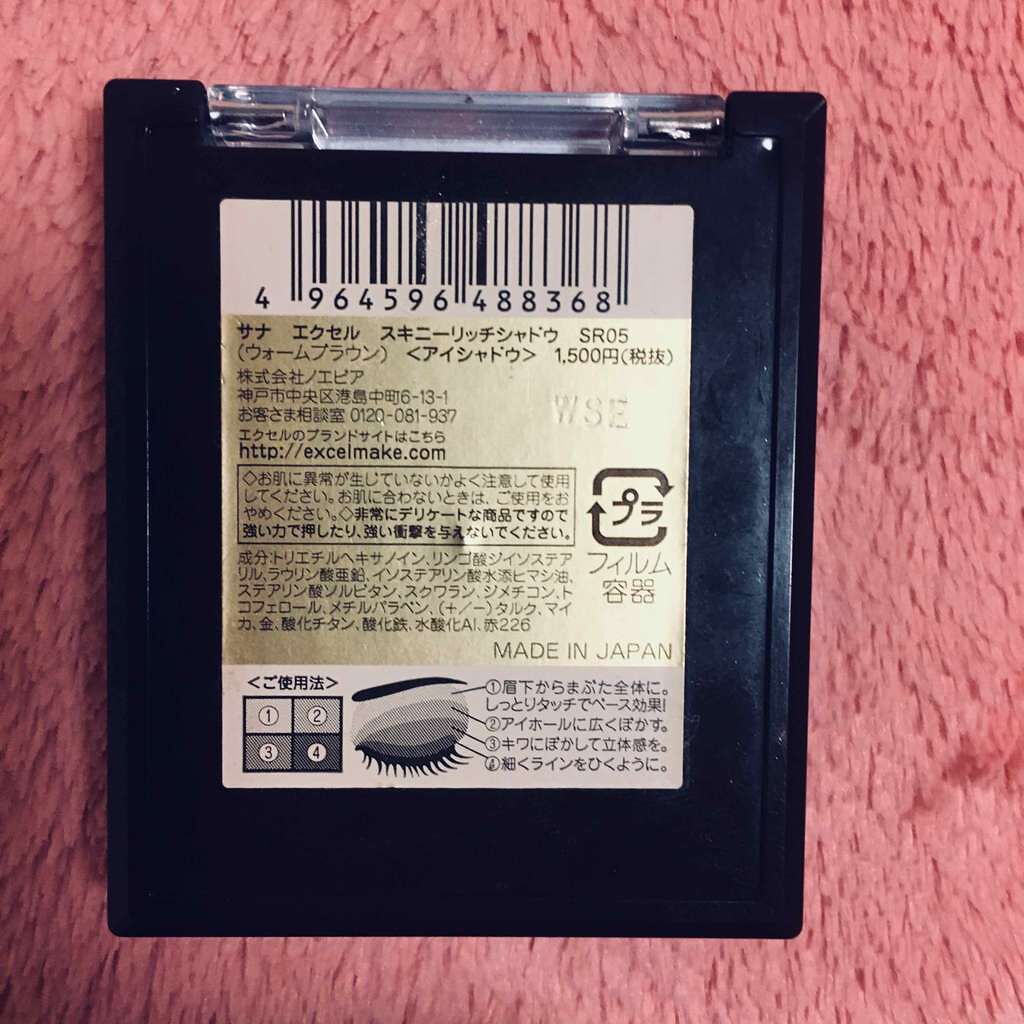 4 964596 488368
サナ エクセル スキニーリッチシャドウ SR05
(ウォームブラウン) <アイシャドウ> 1,500円(税抜)
株式会社ノエビア
神戸市中央区港島中町6-13-1
お客さま相談室 0120-081-937
WSE
エクセルのブランドサイトはこちら
http://excelmake.com
◇お肌に異常が生じていないかよく注意して使用
してください。お肌に合わないときは、ご使用をお
やめください。◇非常にデリケートな商品ですので
強い力で押したり、強い衝撃を与えないでください。
プラ
フィルム
容器
成分:トリエチルヘキサノイン、リンゴ酸ジイソステア
リル、ラウリン酸亜鉛、イソステアリン酸水添ヒマシ油、
ステアリン酸ソルビタン、スクワラン、ジメチコン、ト
コフェロール、メチルパラベン、(+/-)タルク、マイ
カ、金、酸化チタン、酸化鉄、水酸化Al、赤226
MADE IN JAPAN
<ご使用法>
① ②
③ ④
①眉下からまぶた全体に。
しっとりタッチでベース効果!
②アイホールに広くぼかす。
③キワにぼかして立体感を。
④細くラインをひくように。